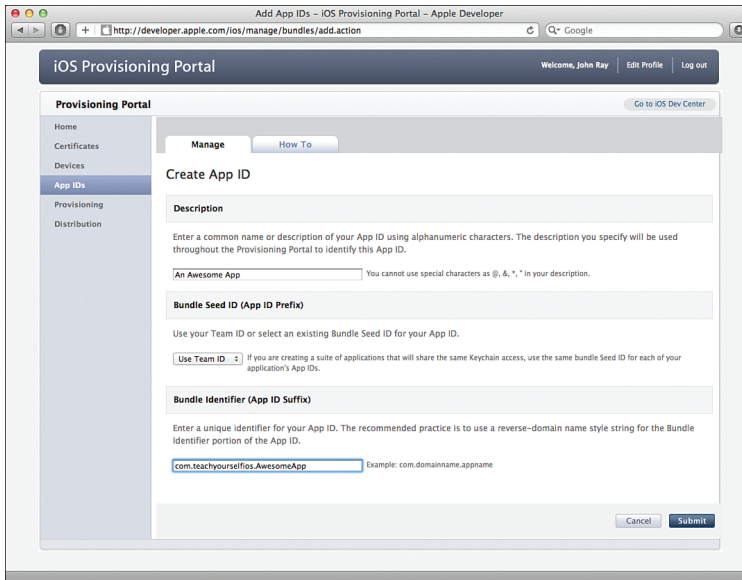 Add App IDs – iOS Provisioning Portal – Apple Developer
http://developer.apple.com/ios/manage/bundles/add.action
Google
iOS Provisioning Portal
Welcome, John Ray
Edit Profile
Log out
Provisioning Portal
Go to iOS Dev Center
Home
Certificates
Devices
App IDs
Provisioning
Distribution
Manage
How To
Create App ID
Description
Enter a common name or description of your App ID using alphanumeric characters. The description you specify will be used
throughout the Provisioning Portal to identify this App ID.
An Awesome App
You cannot use special characters as @, &, *, " in your description.
Bundle Seed ID (App ID Prefix)
Use your Team ID or select an existing Bundle Seed ID for your App ID.
Use Team ID
If you are creating a suite of applications that will share the same Keychain access, use the same bundle Seed ID for each of your
application's App IDs.
Bundle Identifier (App ID Suffix)
Enter a unique identifier for your App ID. The recommended practice is to use a reverse-domain name style string for the Bundle
Identifier portion of the App ID.
com.teachyourselfios.AwesomeApp
Example: com.domainname.appname
Cancel
Submit